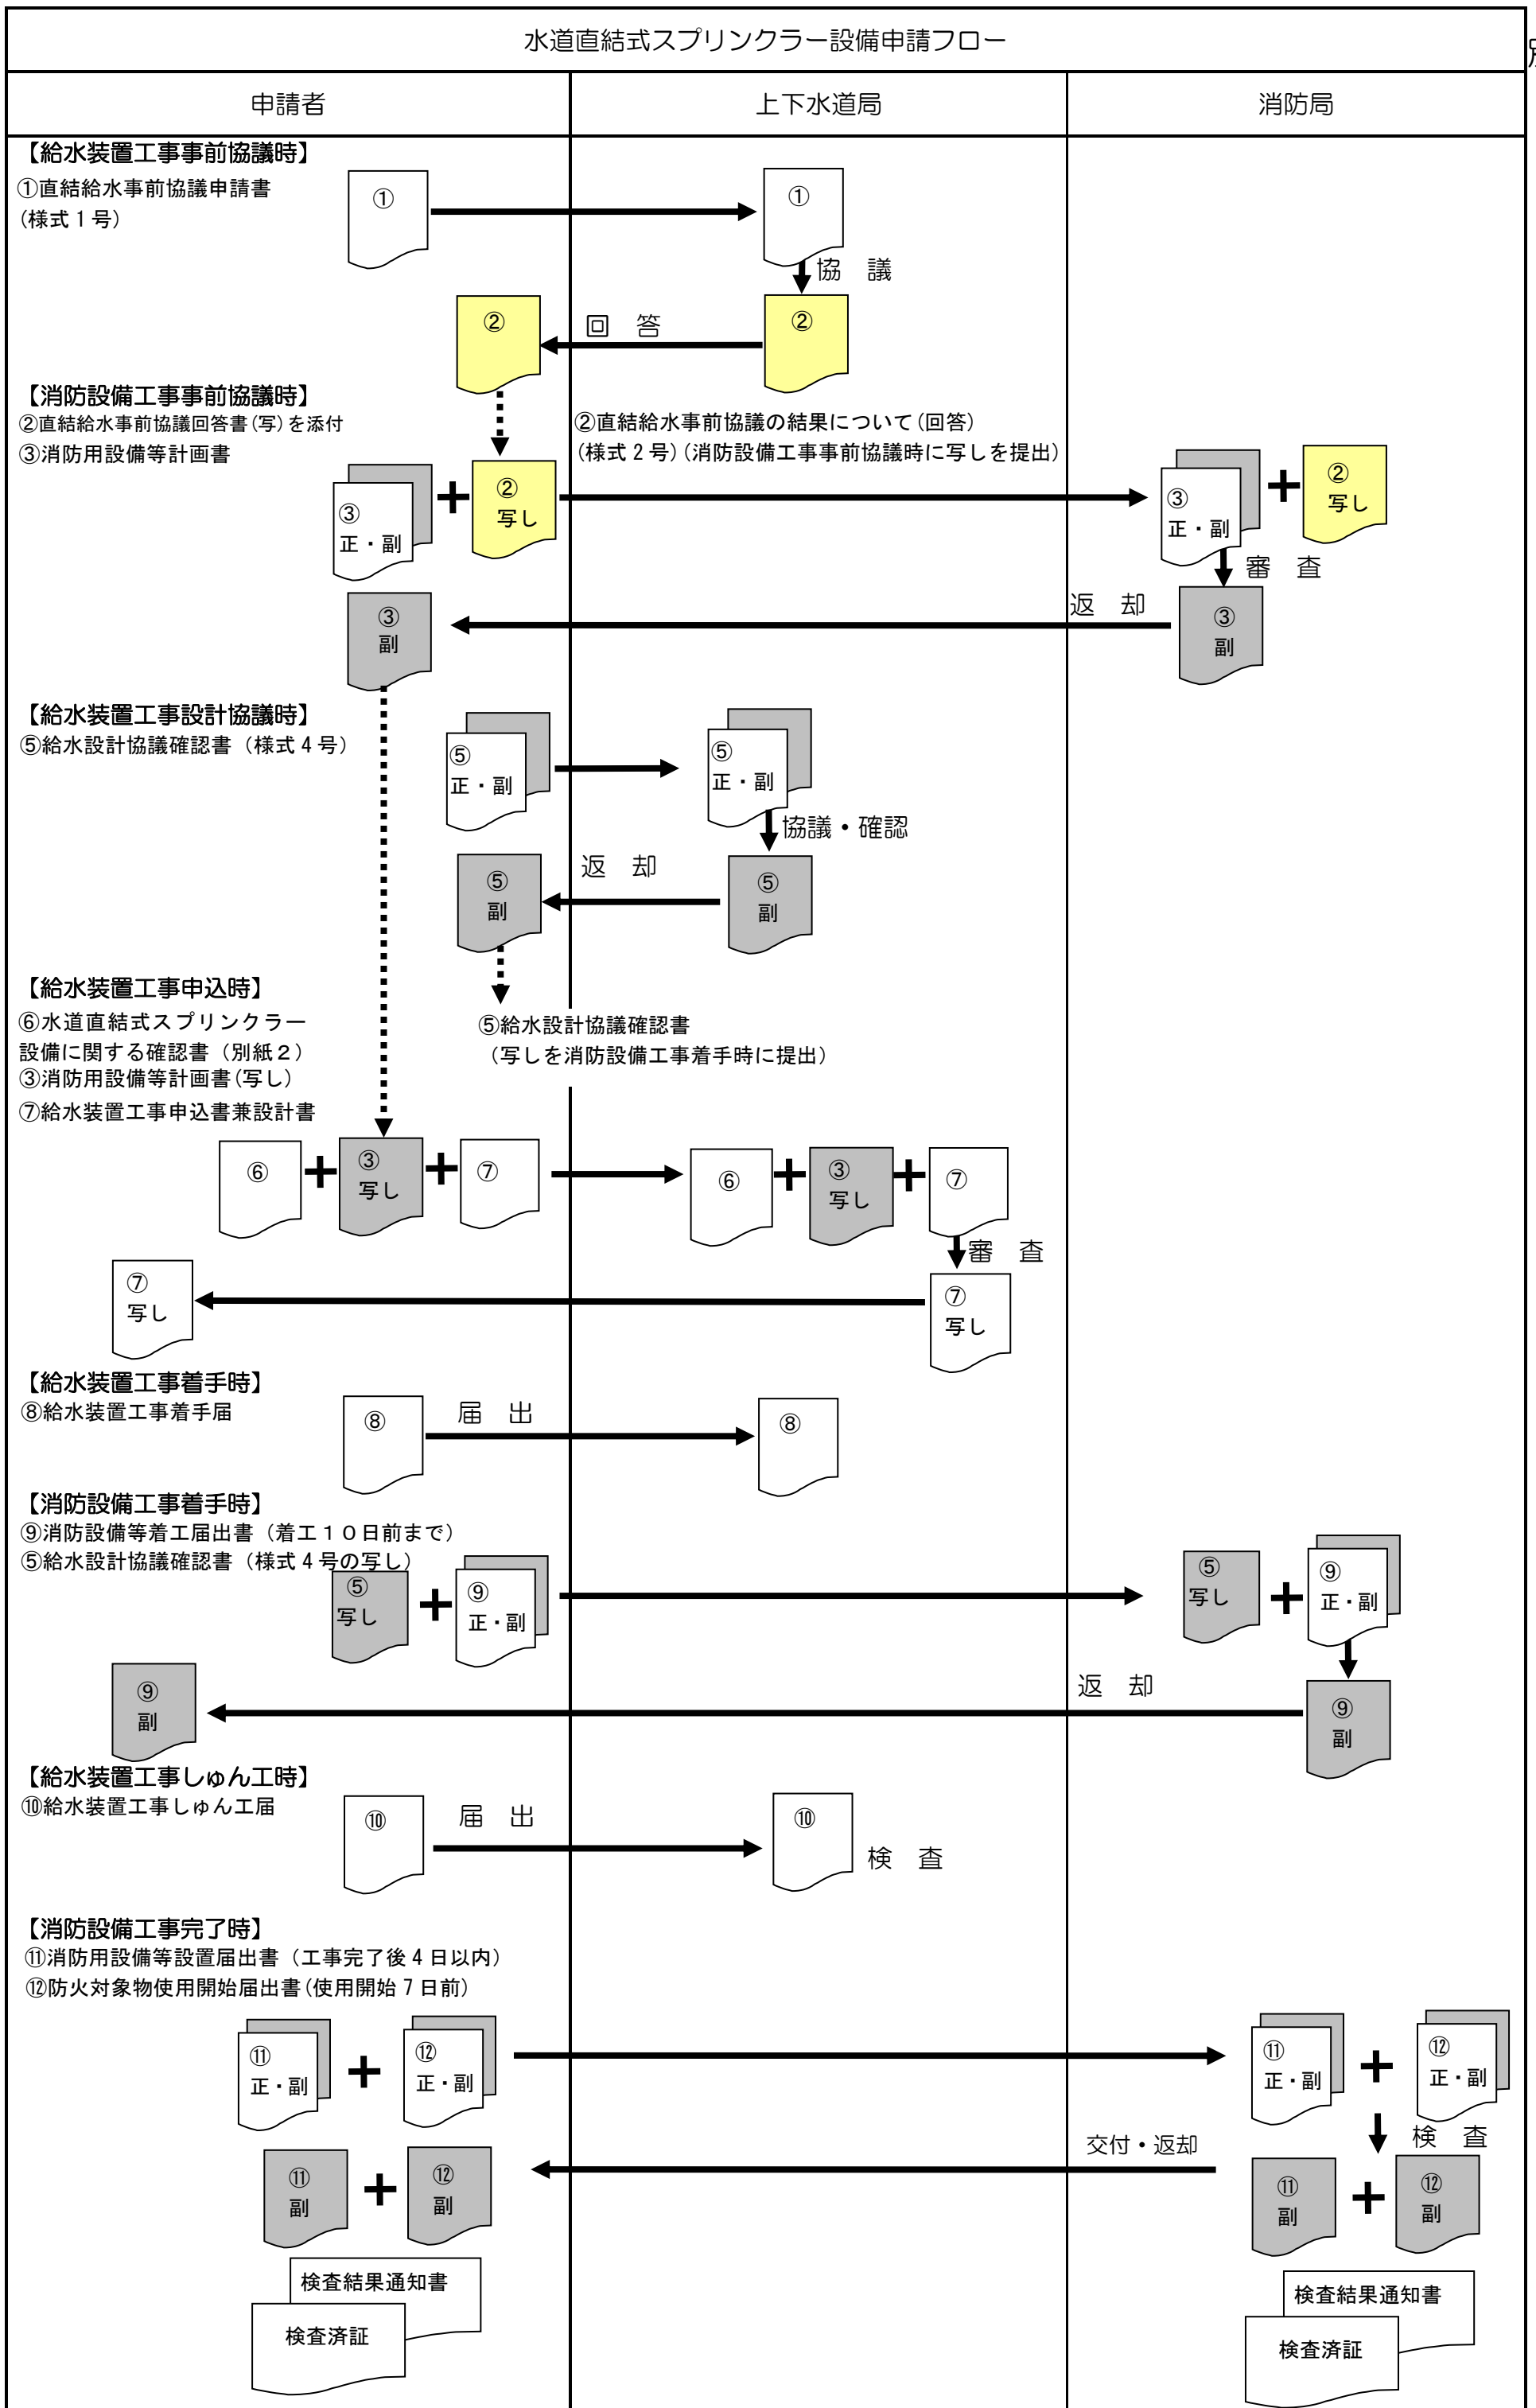 水道直結式スプリンクラー設備申請フロー
申請者
上下水道局
消防局
【給水装置工事事前協議時】
①直結給水事前協議申請書
(様式1号)
①
①
協 議
②
回 答
②
【消防設備工事事前協議時】
②直結給水事前協議回答書(写)を添付
③消防用設備等計画書
②直結給水事前協議の結果について(回答)
(様式2号)(消防設備工事事前協議時に写しを提出)
③
正・副
②
写し
③
正・副
②
写し
審 査
返 却
③
副
③
副
【給水装置工事設計協議時】
⑤給水設計協議確認書(様式4号)
⑤
正・副
⑤
正・副
協議・確認
返 却
⑤
副
⑤
副
【給水装置工事申込時】
⑥水道直結式スプリンクラー
設備に関する確認書(別紙2)
③消防用設備等計画書(写し)
⑦給水装置工事申込書兼設計書
⑤給水設計協議確認書
(写しを消防設備工事着手時に提出)
⑥
③
写し
⑦
⑥
③
写し
⑦
審 査
⑦
写し
⑦
写し
【給水装置工事着手時】
⑧給水装置工事着手届
⑧
届 出
⑧
【消防設備工事着手時】
⑨消防設備等着工届出書(着工10日前まで)
⑤給水設計協議確認書(様式4号の写し)
⑤
写し
⑨
正・副
⑤
写し
⑨
正・副
返 却
⑨
副
⑨
副
【給水装置工事しゅん工時】
⑩給水装置工事しゅん工届
⑩
届 出
⑩
検 査
【消防設備工事完了時】
⑪消防用設備等設置届出書(工事完了後4日以内)
⑫防火対象物使用開始届出書(使用開始7日前)
⑪
正・副
⑫
正・副
⑪
正・副
⑫
正・副
検 査
交付・返却
⑪
副
⑫
副
⑪
副
⑫
副
検査結果通知書
検査済証
検査結果通知書
検査済証